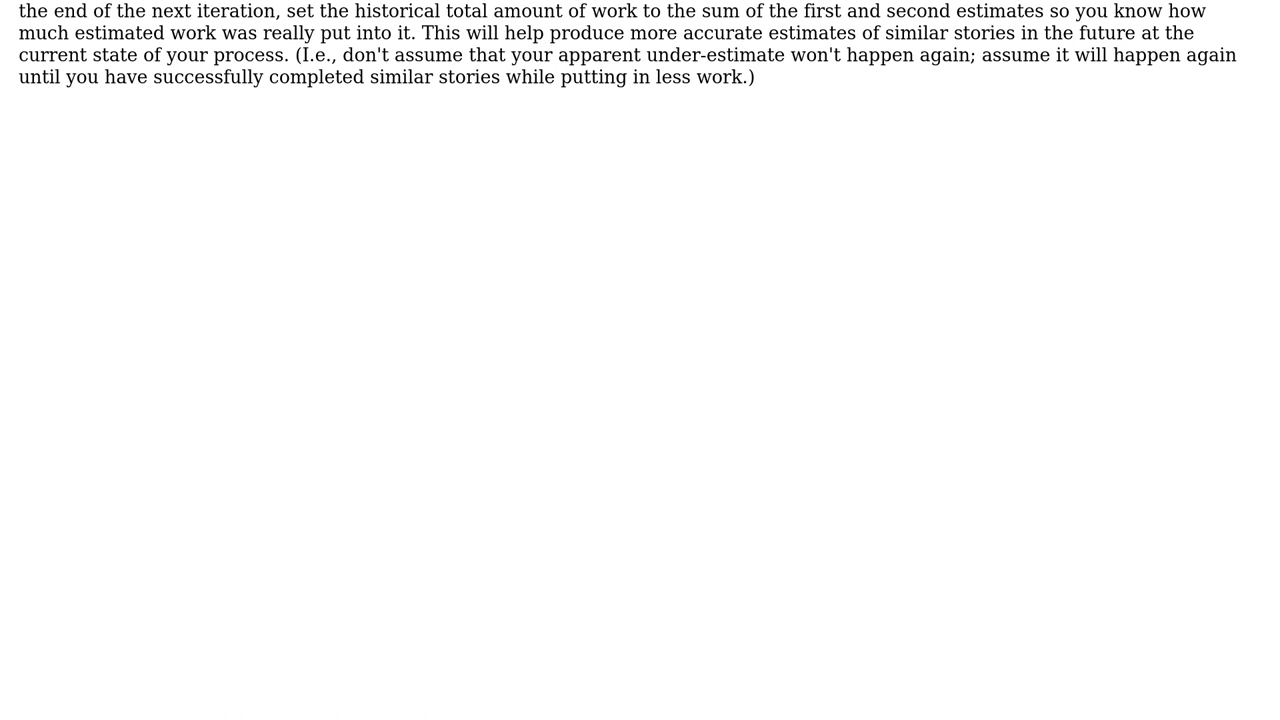 the end of the next iteration, set the historical total amount of work to the sum of the first and second estimates so you know how
much estimated work was really put into it. This will help produce more accurate estimates of similar stories in the future at the
current state of your process. (I.e., don't assume that your apparent under-estimate won't happen again; assume it will happen again
until you have successfully completed similar stories while putting in less work.)